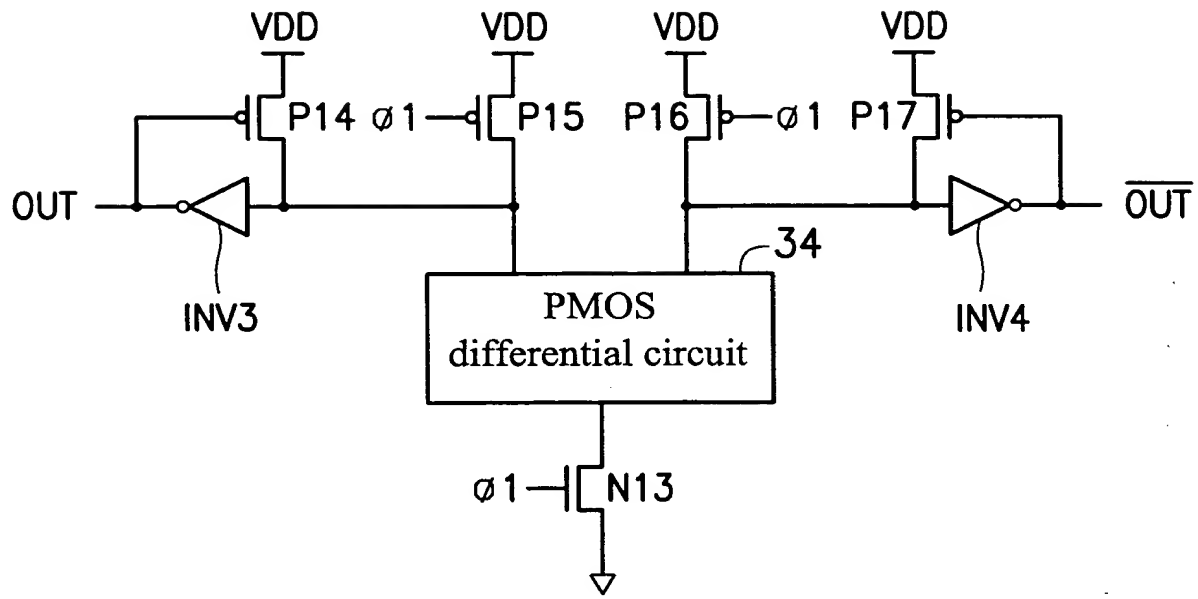 VDD VDD VDD VDD
P14 ø1 P15 P16 ø1 P17
OUT O̅U̅T̅
INV3 34 INV4
PMOS
differential circuit
ø1 N13